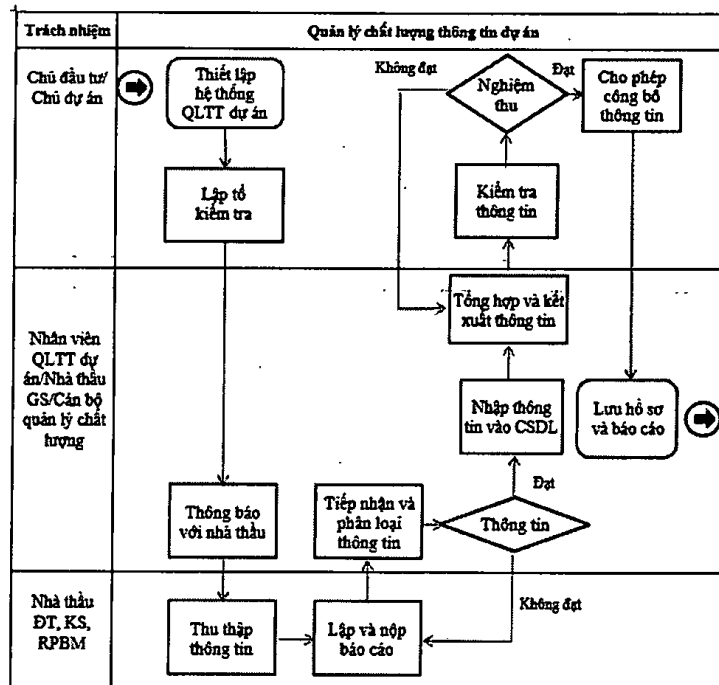 Trách nhiệm
Quản lý chất lượng thông tin dự án
Chủ đầu tư/
Chủ dự án
Thiết lập
hệ thống
QLTT dự án
Không đạt
Nghiệm
thu
Đạt
Cho phép
công bố
thông tin
Lập tổ
kiểm tra
Kiểm tra
thông tin
Nhân viên
QLTT dự
án/Nhà thầu
GS/Cán bộ
quản lý chất
lượng
Tổng hợp và kết
xuất thông tin
Nhập thông
tin vào CSDL
Lưu hồ sơ
và báo cáo
Thông báo
với nhà thầu
Tiếp nhận và
phân loại
thông tin
Đạt
Thông tin
Nhà thầu
ĐT, KS,
RPBM
Thu thập
thông tin
Lập và nộp
báo cáo
Không đạt